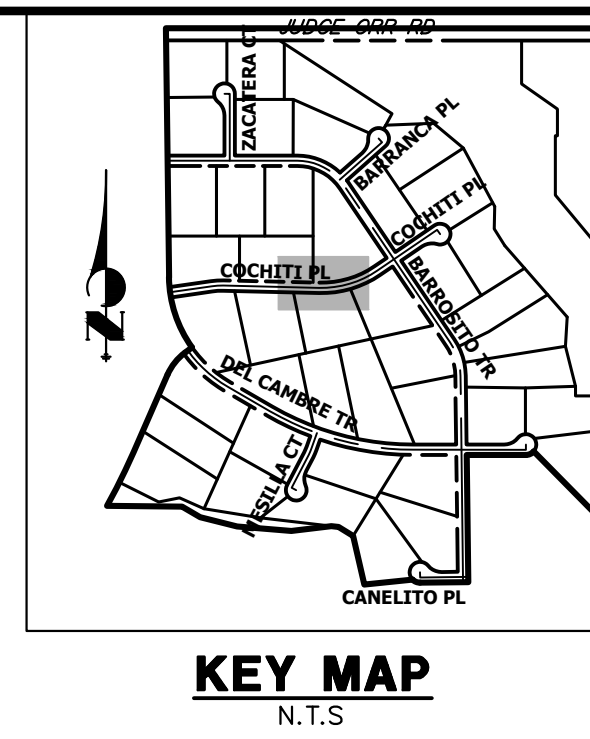 JUDGE ORR RD
ZACATERA CT
BARRANCA PL
COCHITI PL
COCHITI PL
BARROSITO TR
DEL CAMBRE TR
MESILLA CT
CANELITO PL
N
KEY MAP
N.T.S